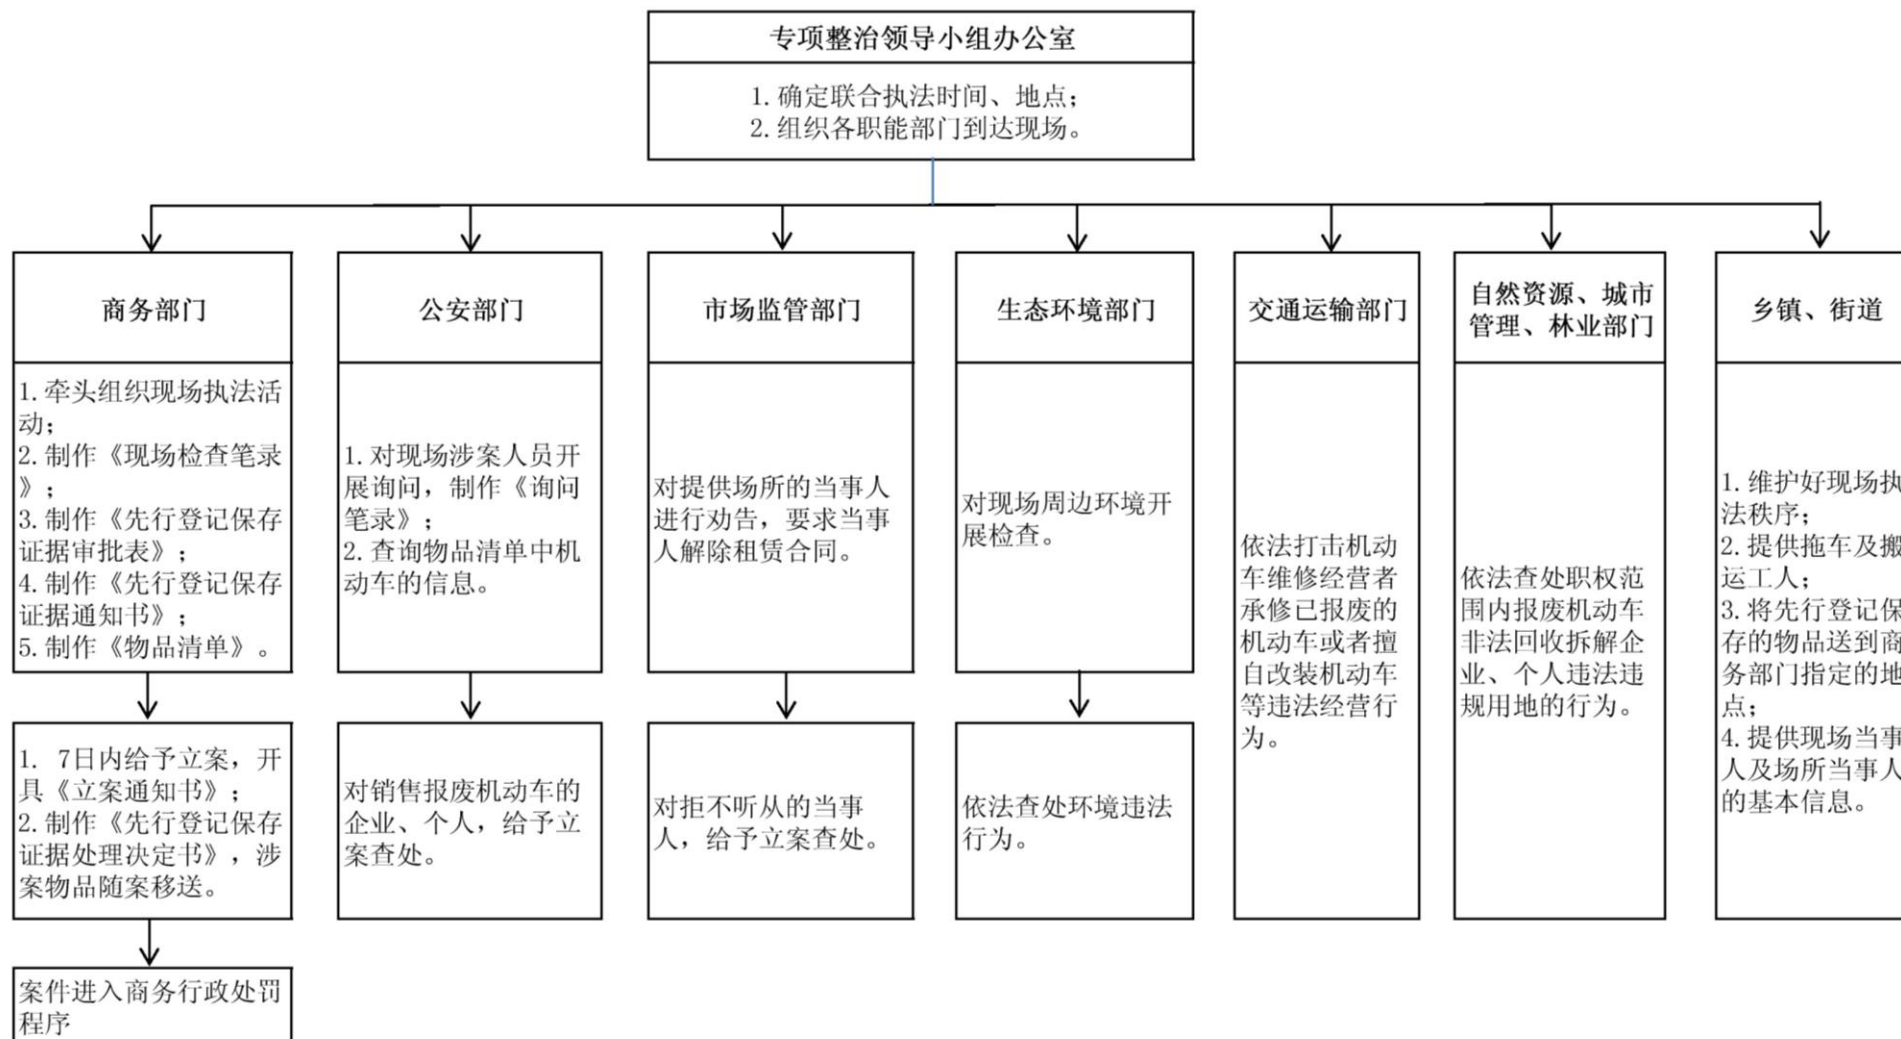 专项整治领导小组办公室
1.确定联合执法时间、地点；
2.组织各职能部门到达现场。
商务部门
1.牵头组织现场执法活
动；
2.制作《现场检查笔录
》；
3.制作《先行登记保存
证据审批表》；
4.制作《先行登记保存
证据通知书》；
5.制作《物品清单》。
1. 7日内给予立案，开
具《立案通知书》；
2.制作《先行登记保存
证据处理决定书》，涉
案物品随案移送。
案件进入商务行政处罚
程序
公安部门
1.对现场涉案人员开
展询问，制作《询问
笔录》；
2.查询物品清单中机
动车的信息。
对销售报废机动车的
企业、个人，给予立
案查处。
市场监管部门
对提供场所的当事人
进行劝告，要求当事
人解除租赁合同。
对拒不听从的当事
人，给予立案查处。
生态环境部门
对现场周边环境开
展检查。
依法查处环境违法
行为。
交通运输部门
依法打击机动
车维修经营者
承修已报废的
机动车或者擅
自改装机动车
等违法经营行
为。
自然资源、城市
管理、林业部门
依法查处职权范
围内报废机动车
非法回收拆解企
业、个人违法违
规用地的行为。
乡镇、街道
1.维护好现场执
法秩序；
2.提供拖车及搬
运工人；
3.将先行登记保
存的物品送到商
务部门指定的地
点；
4.提供现场当事
人及场所当事人
的基本信息。